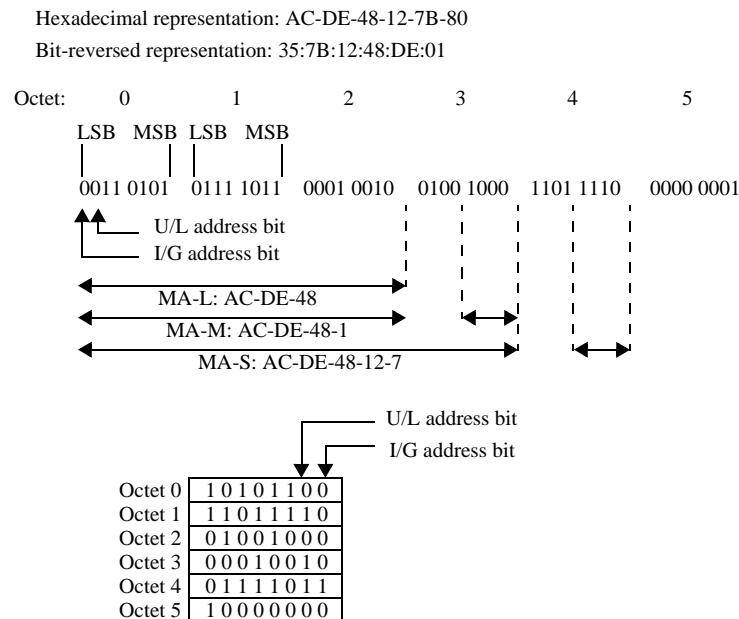 Hexadecimal representation: AC-DE-48-12-7B-80
Bit-reversed representation: 35:7B:12:48:DE:01
Octet: 0 1 2 3 4 5
LSB MSB LSB MSB
0011 0101 0111 1011 0001 0010 0100 1000 1101 1110 0000 0001
U/L address bit
I/G address bit
MA-L: AC-DE-48
MA-M: AC-DE-48-1
MA-S: AC-DE-48-12-7
U/L address bit
I/G address bit
Octet 0 1 0 1 0 1 1 0 0
Octet 1 1 1 0 1 1 1 1 0
Octet 2 0 1 0 0 1 0 0 0
Octet 3 0 0 0 1 0 0 1 0
Octet 4 0 1 1 1 1 0 1 1
Octet 5 1 0 0 0 0 0 0 0